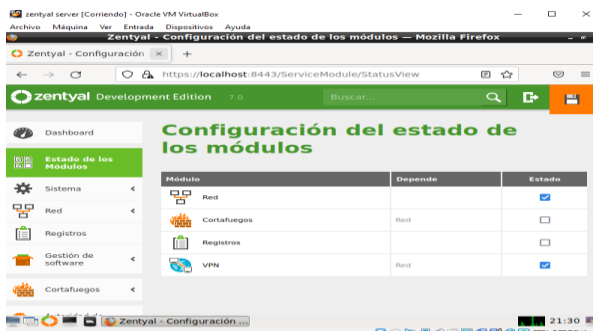 zentyal server [Corriendo] - Oracle VM VirtualBox
Archivo Máquina Ver Entrada Dispositivos Ayuda
Zentyal - Configuración del estado de los módulos — Mozilla Firefox
Zentyal - Configuración
https://localhost:8443/ServiceModule/StatusView
zentyal Development Edition 7.0
Buscar...
Dashboard
Estado de los
Módulos
Sistema
Red
Registros
Gestión de
software
Cortafuegos
Configuración del estado de
los módulos
Módulo Depende Estado
Red
Cortafuegos Red
Registros
VPN Red
Zentyal - Configuración ...
21:30